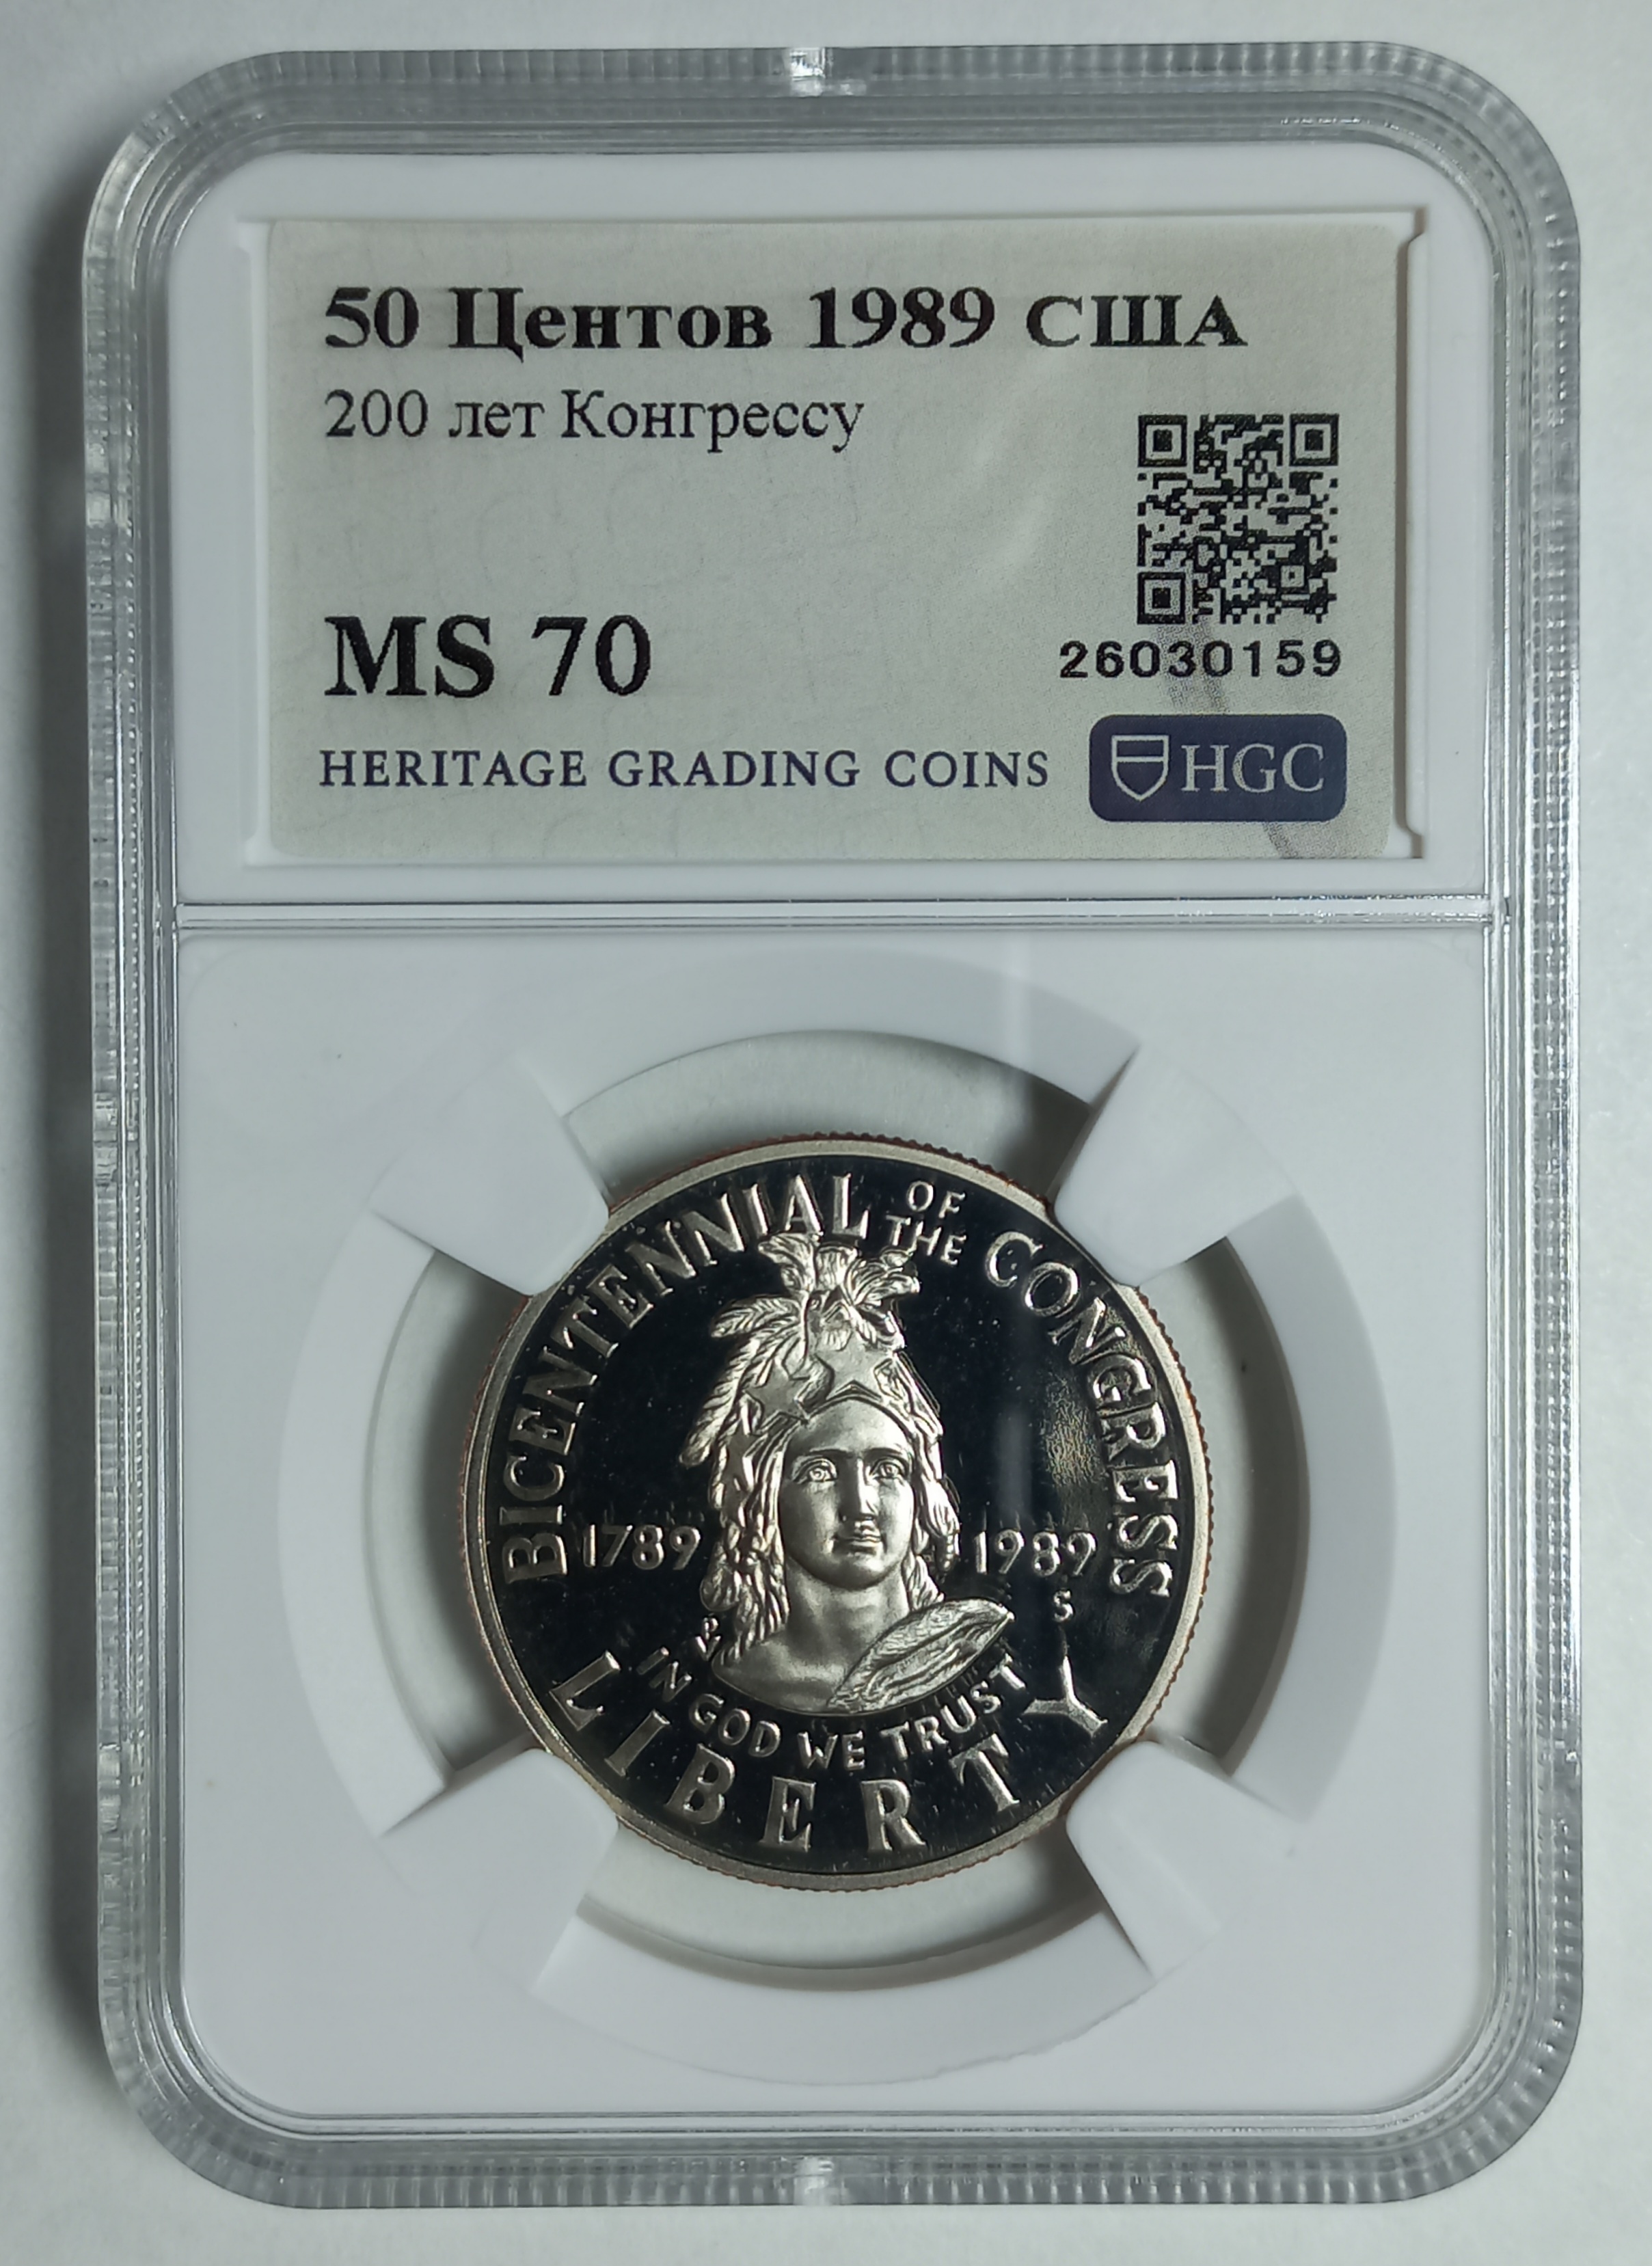 50 Центов 1989 США
200 лет Конгрессу
MS 70
26030159
HERITAGE GRADING COINS
HGC
BICENTENNIAL OF THE CONGRESS
1789
1989
S
IN GOD WE TRUST
LIBERTY